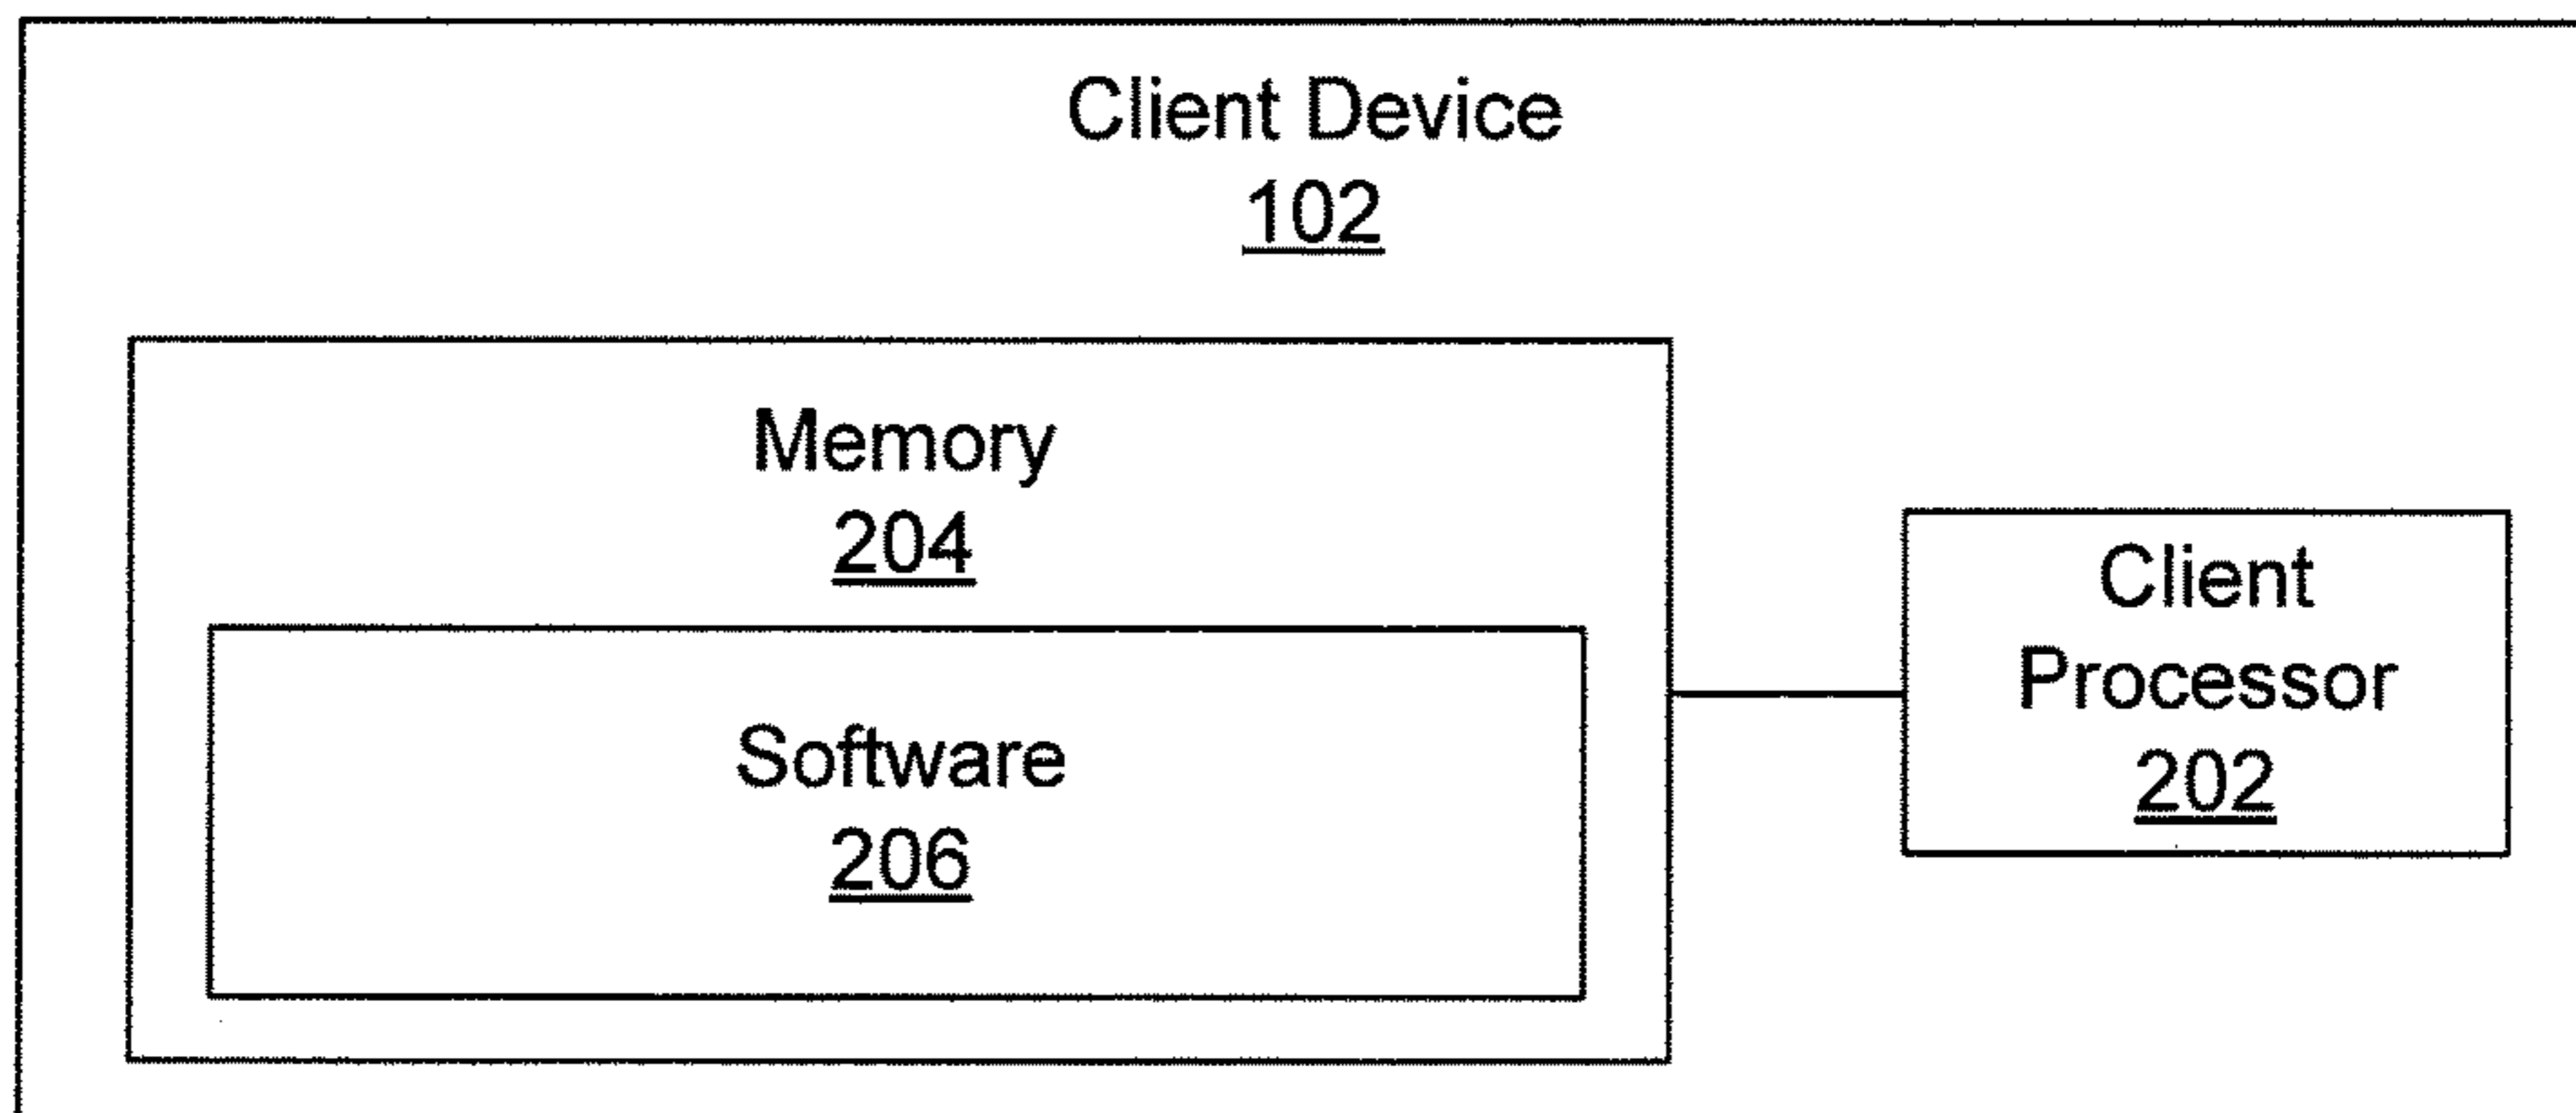 Client Device
102
Memory
204
Software
206
Client
Processor
202